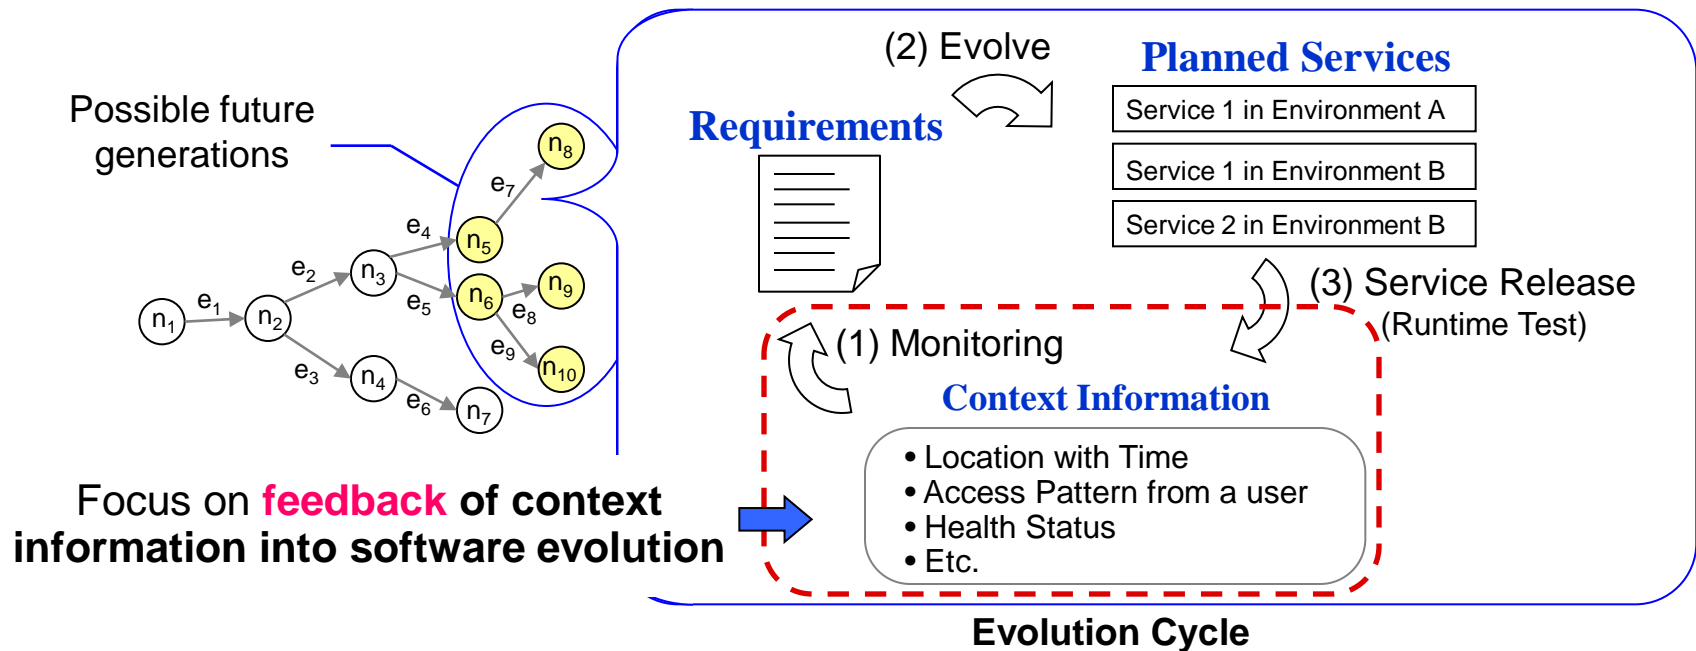 Possible future
generations
n8
e7
e4
n5
e2
n3
n9
e5
n6
e8
e1
n1
n2
e9
e3
n4
n10
e6
n7
Focus on feedback of context
information into software evolution
(2) Evolve
Planned Services
Requirements
Service 1 in Environment A
Service 1 in Environment B
Service 2 in Environment B
(3) Service Release
(Runtime Test)
(1) Monitoring
Context Information
• Location with Time
• Access Pattern from a user
• Health Status
• Etc.
Evolution Cycle